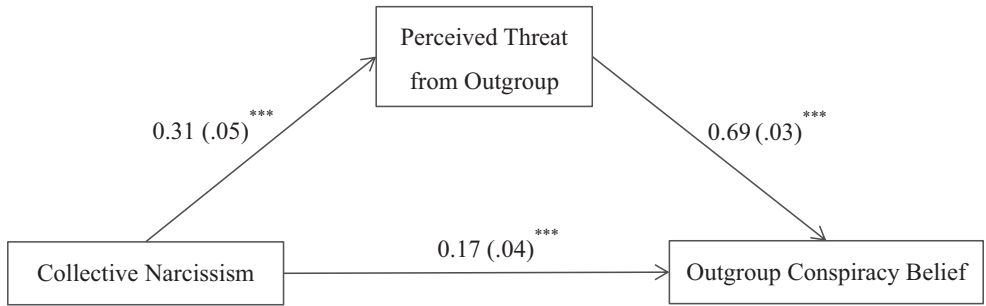 Perceived Threat
from Outgroup
0.31 (.05)***
0.69 (.03)***
0.17 (.04)***
Collective Narcissism
Outgroup Conspiracy Belief